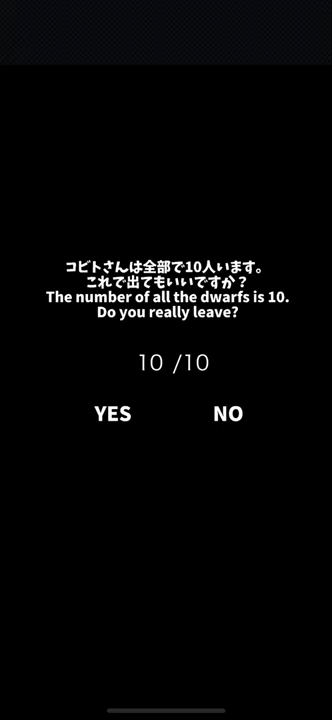 コビトさんは全部で10人います。
これで出てもいいですか？
The number of all the dwarfs is 10.
Do you really leave?
10 /10
YES NO